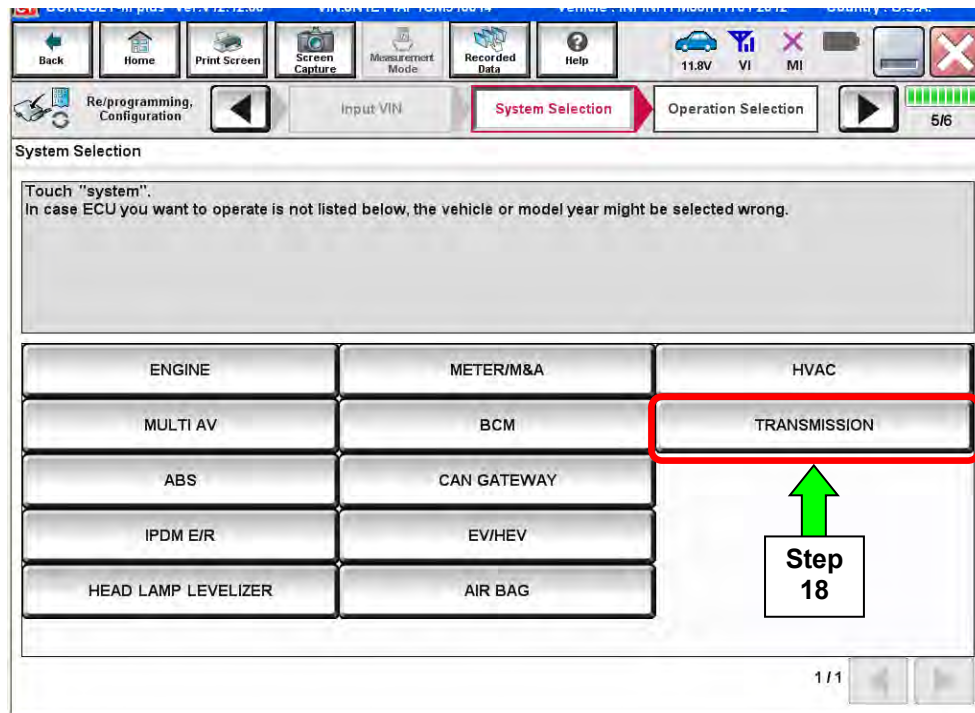 Back
Home
Print Screen
Screen
Capture
Measurement
Mode
Recorded
Data
Help
11.8V
VI
MI
Re/programming,
Configuration
Input VIN
System Selection
Operation Selection
5/6
System Selection
Touch "system".
In case ECU you want to operate is not listed below, the vehicle or model year might be selected wrong.
ENGINE
METER/M&A
HVAC
MULTI AV
BCM
TRANSMISSION
ABS
CAN GATEWAY
IPDM E/R
EV/HEV
HEAD LAMP LEVELIZER
AIR BAG
Step
18
1/1